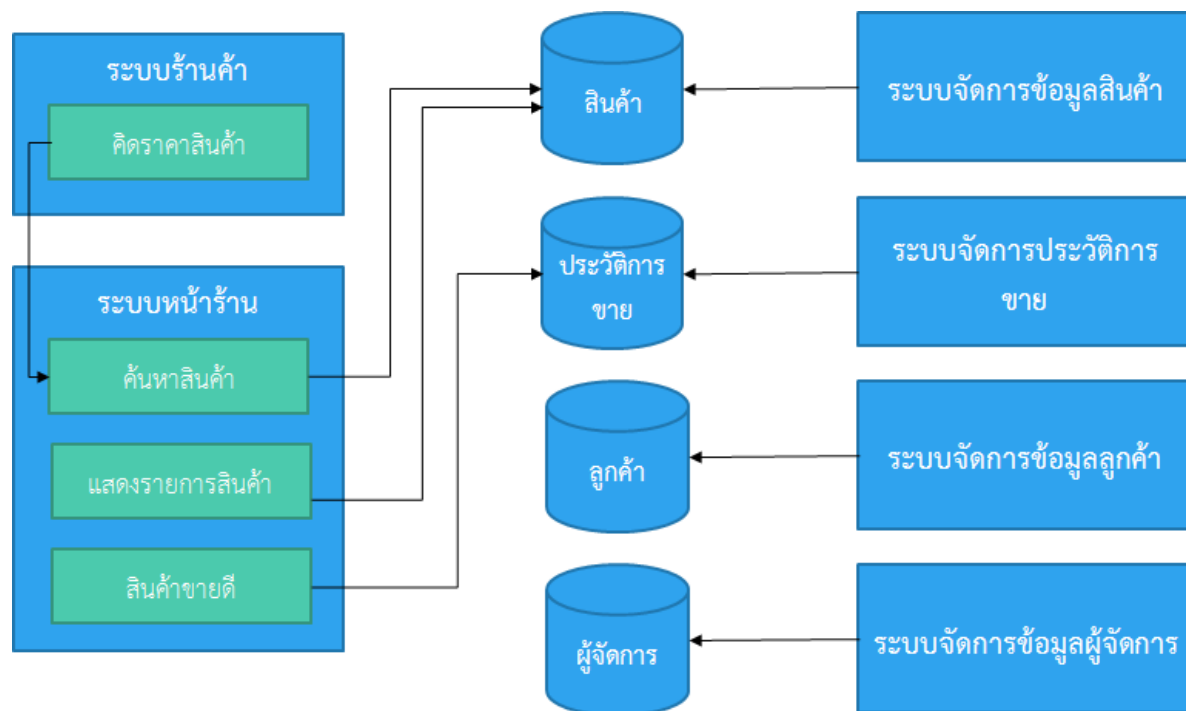 ระบบร้านค้า
คิดราคาสินค้า
ระบบหน้าร้าน
ค้นหาสินค้า
แสดงรายการสินค้า
สินค้าขายดี
สินค้า
ประวัติการ
ขาย
ลูกค้า
ผู้จัดการ
ระบบจัดการข้อมูลสินค้า
ระบบจัดการประวัติการ
ขาย
ระบบจัดการข้อมูลลูกค้า
ระบบจัดการข้อมูลผู้จัดการ